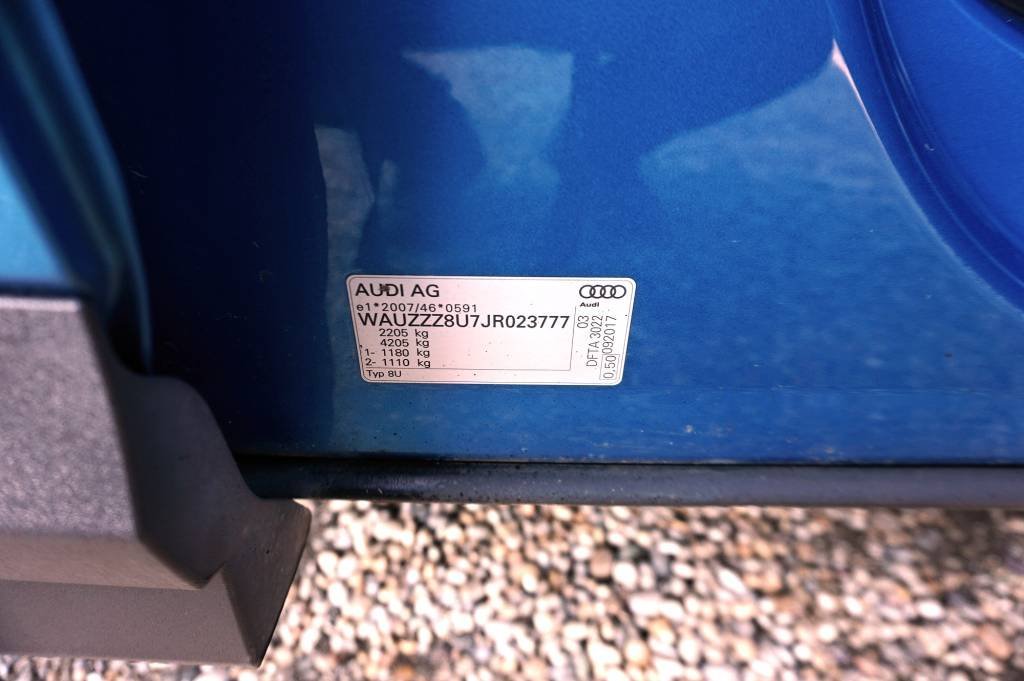 AUDI AG
e1*2007/46*0591
WAUZZZ8U7JR023777
2205 kg
4205 kg
1- 1180 kg
2- 1110 kg
Typ 8U
Audi
03
DFTA 3022
0,50 092017